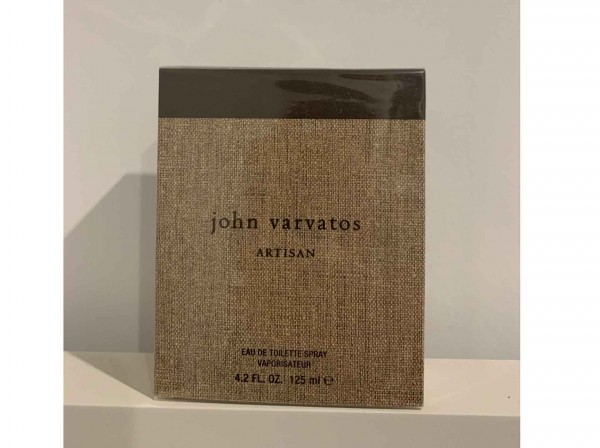 john varvatos
ARTISAN
EAU DE TOILETTE SPRAY
VAPORISATEUR
4.2 FL. OZ. 125 ml ℮